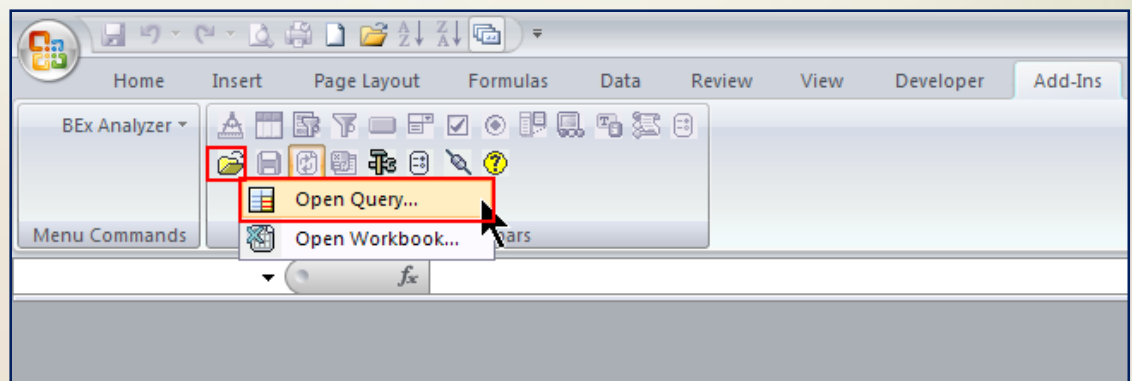 Home Insert Page Layout Formulas Data Review View Developer Add-Ins
BEx Analyzer
Open Query...
Open Workbook...
Menu Commands
fx